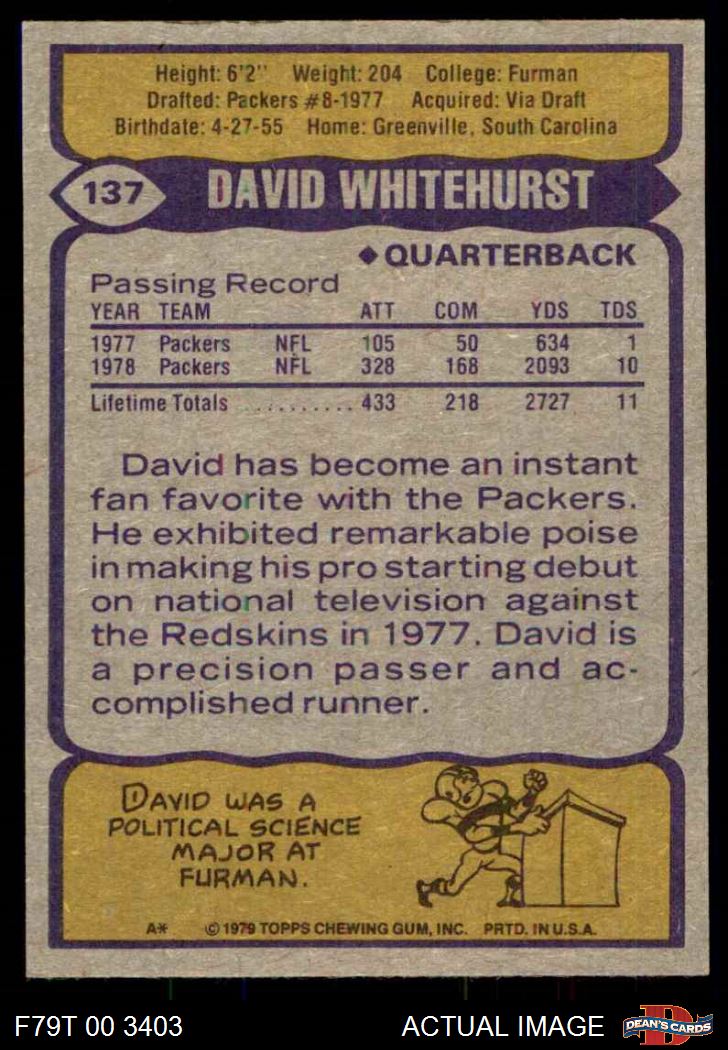 Height: 6'2" Weight: 204 College: Furman
Drafted: Packers #8-1977 Acquired: Via Draft
Birthdate: 4-27-55 Home: Greenville, South Carolina
137 DAVID WHITEHURST
◆ QUARTERBACK
Passing Record
YEAR TEAM ATT COM YDS TDS
1977 Packers NFL 105 50 634 1
1978 Packers NFL 328 168 2093 10
Lifetime Totals .......... 433 218 2727 11
David has become an instant
fan favorite with the Packers.
He exhibited remarkable poise
in making his pro starting debut
on national television against
the Redskins in 1977. David is
a precision passer and ac-
complished runner.
DAVID WAS A
POLITICAL SCIENCE
MAJOR AT
FURMAN.
A* © 1979 TOPPS CHEWING GUM, INC. PRTD. IN U.S.A.
F79T 00 3403 ACTUAL IMAGE D DEAN'S CARDS